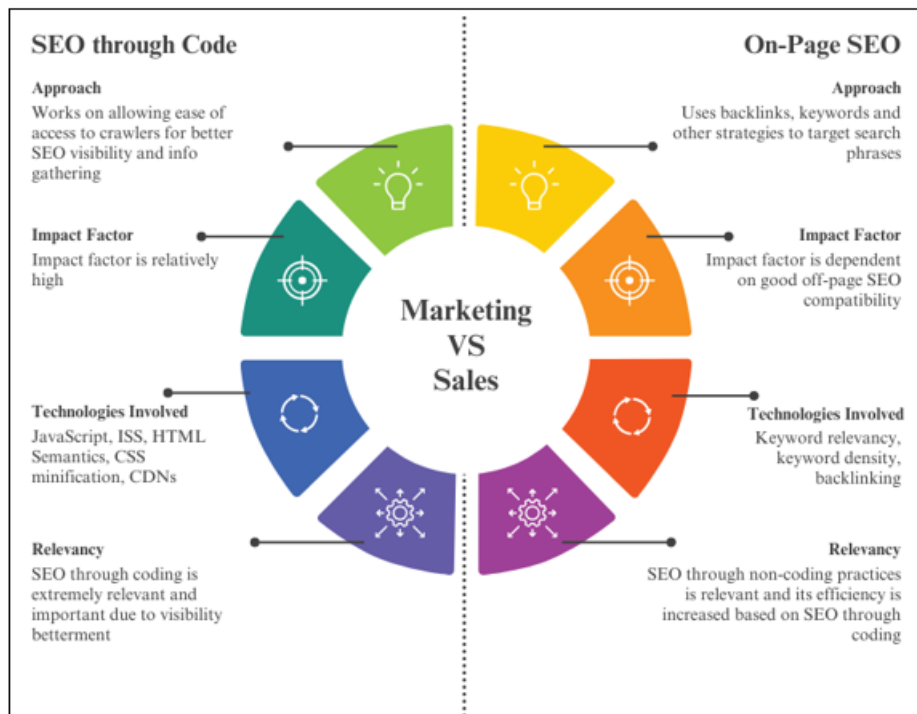 SEO through Code
Approach
Works on allowing ease of
access to crawlers for better
SEO visibility and info
gathering
Impact Factor
Impact factor is relatively
high
Technologies Involved
JavaScript, ISS, HTML
Semantics, CSS
minification, CDNs
Relevancy
SEO through coding is
extremely relevant and
important due to visibility
betterment
Marketing
VS
Sales
On-Page SEO
Approach
Uses backlinks, keywords and
other strategies to target search
phrases
Impact Factor
Impact factor is dependent
on good off-page SEO
compatibility
Technologies Involved
Keyword relevancy,
keyword density,
backlinking
Relevancy
SEO through non-coding practices
is relevant and its efficiency is
increased based on SEO through
coding